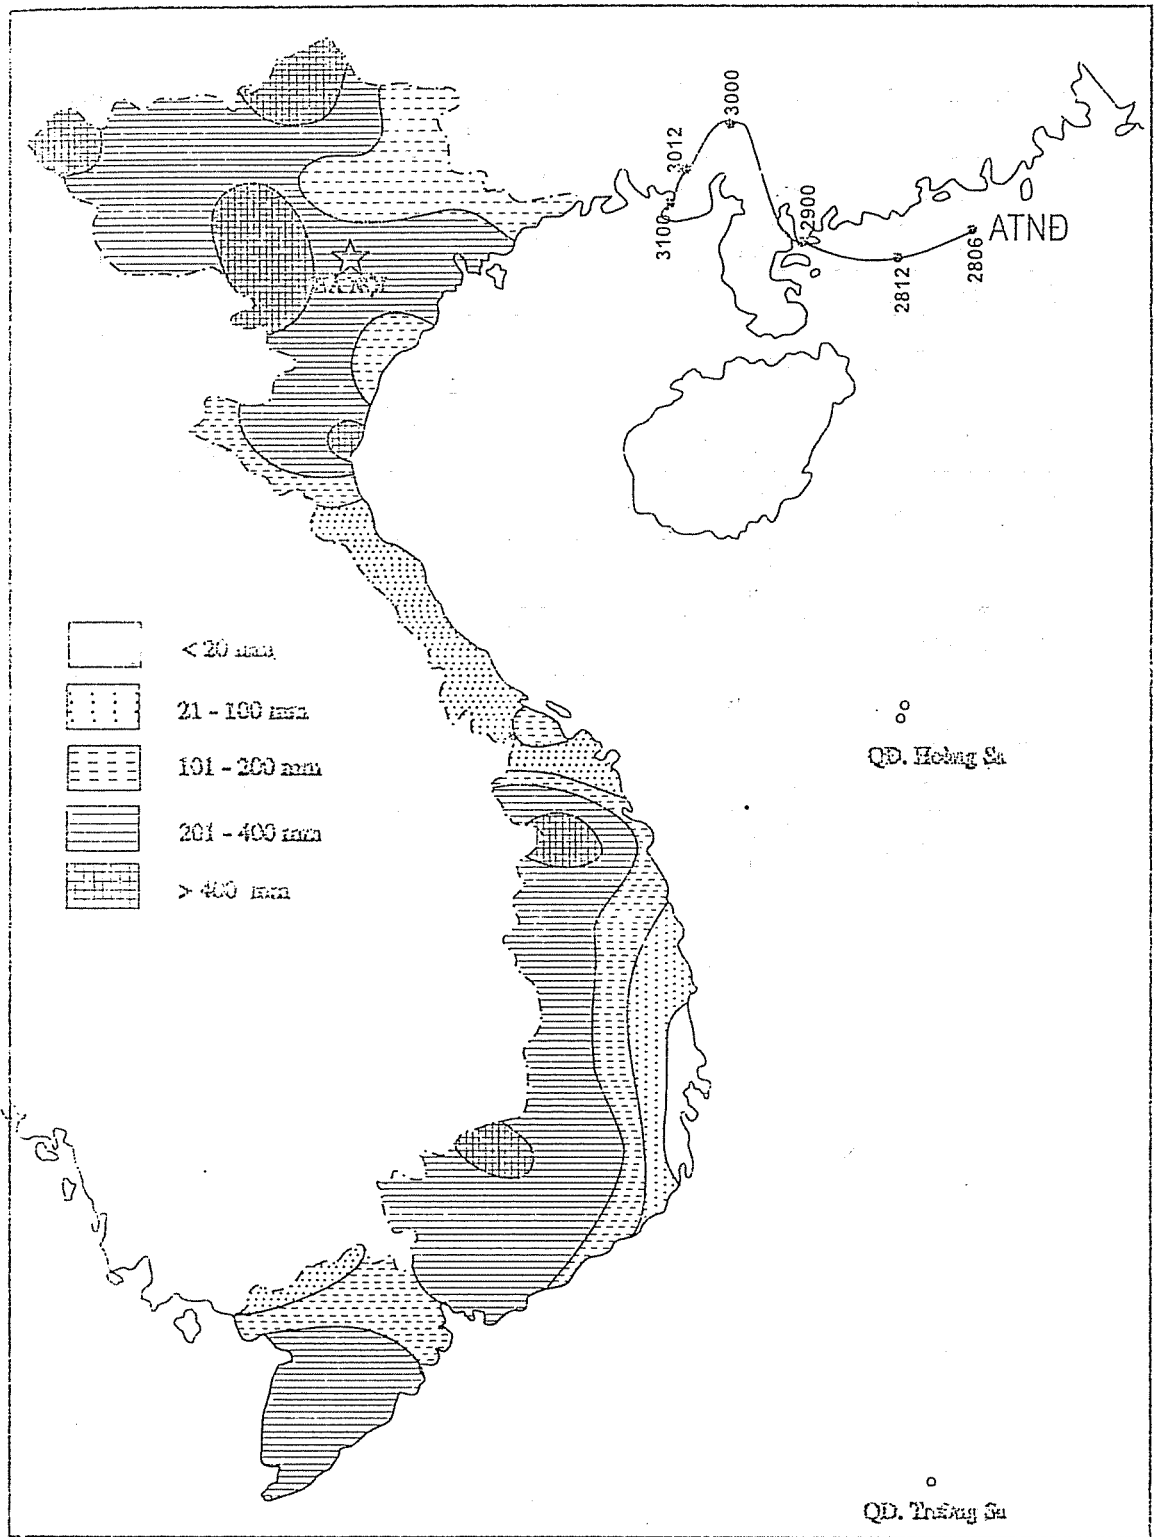 3000
3012
3100
2900
ATNĐ
2806
2812
< 20 mm
21 - 100 mm
101 - 200 mm
201 - 400 mm
> 400 mm
QĐ. Hoàng Sa
QĐ. Trường Sa